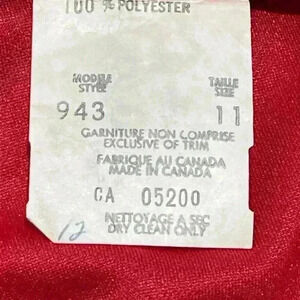 100 % POLYESTER
MODELE TAILLE
STYLE SIZE
943 11
GARNITURE NON COMPRISE
EXCLUSIVE OF TRIM
FABRIQUE AU CANADA
MADE IN CANADA
CA 05200
NETTOYAGE A SEC
DRY CLEAN ONLY
12